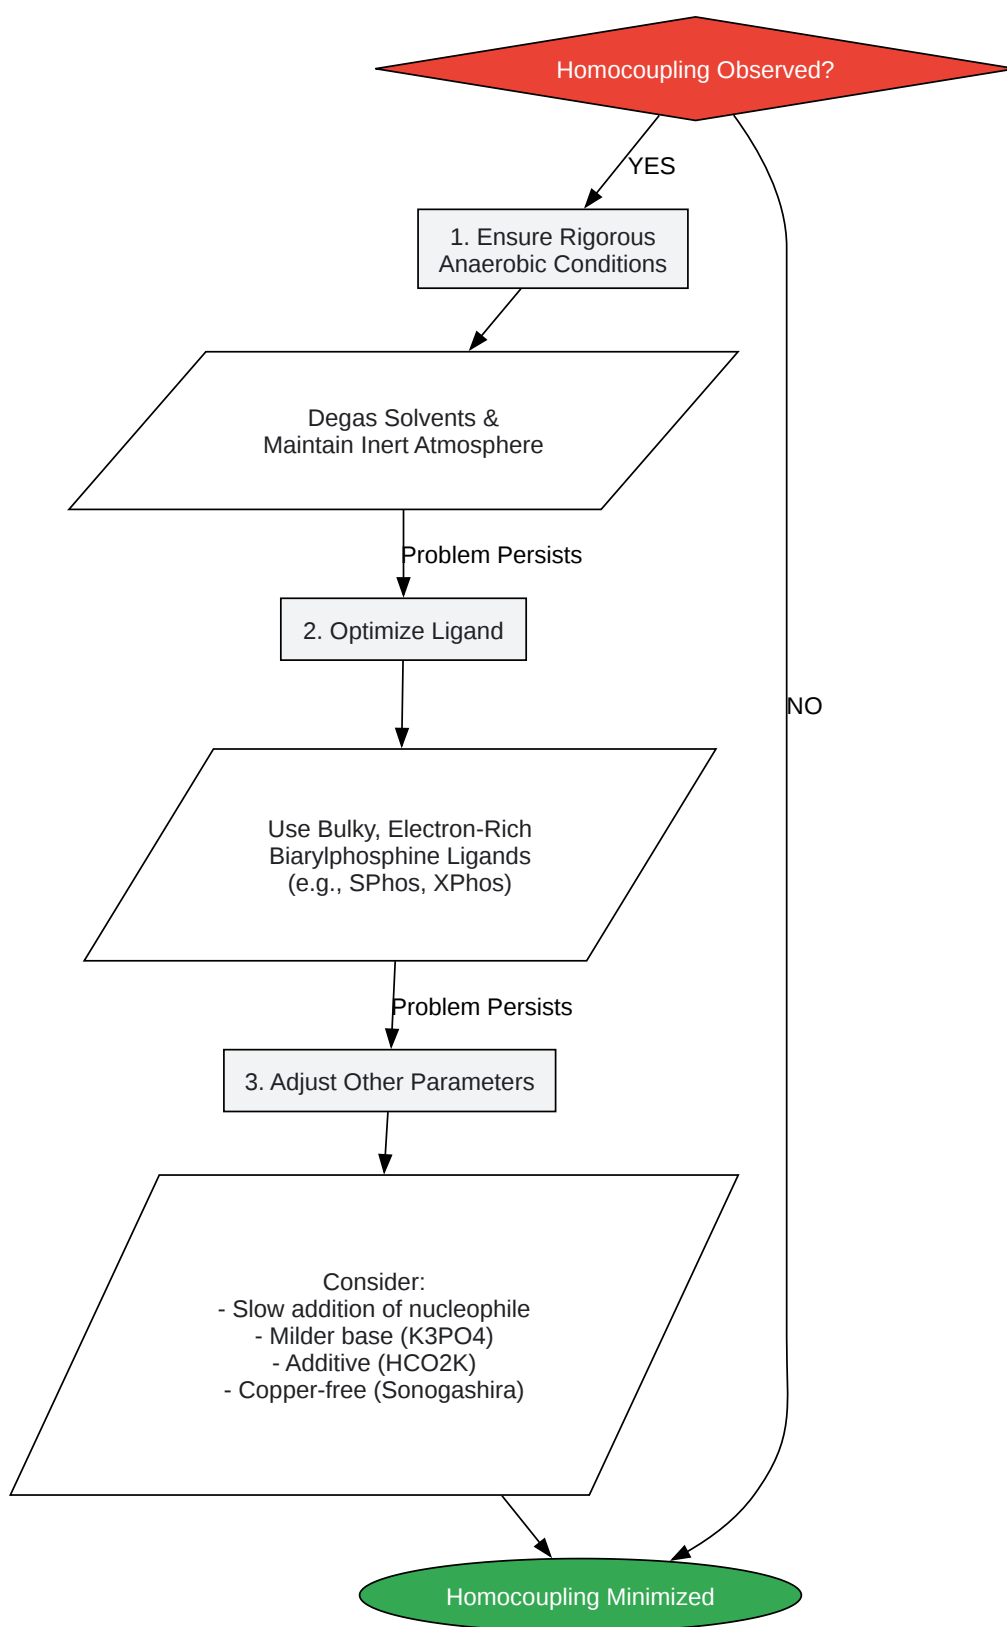 Homocoupling Observed?
YES
1. Ensure Rigorous
Anaerobic Conditions
Degas Solvents &
Maintain Inert Atmosphere
Problem Persists
2. Optimize Ligand
NO
Use Bulky, Electron-Rich
Biarylphosphine Ligands
(e.g., SPhos, XPhos)
Problem Persists
3. Adjust Other Parameters
Consider:
- Slow addition of nucleophile
- Milder base (K3PO4)
- Additive (HCO2K)
- Copper-free (Sonogashira)
Homocoupling Minimized